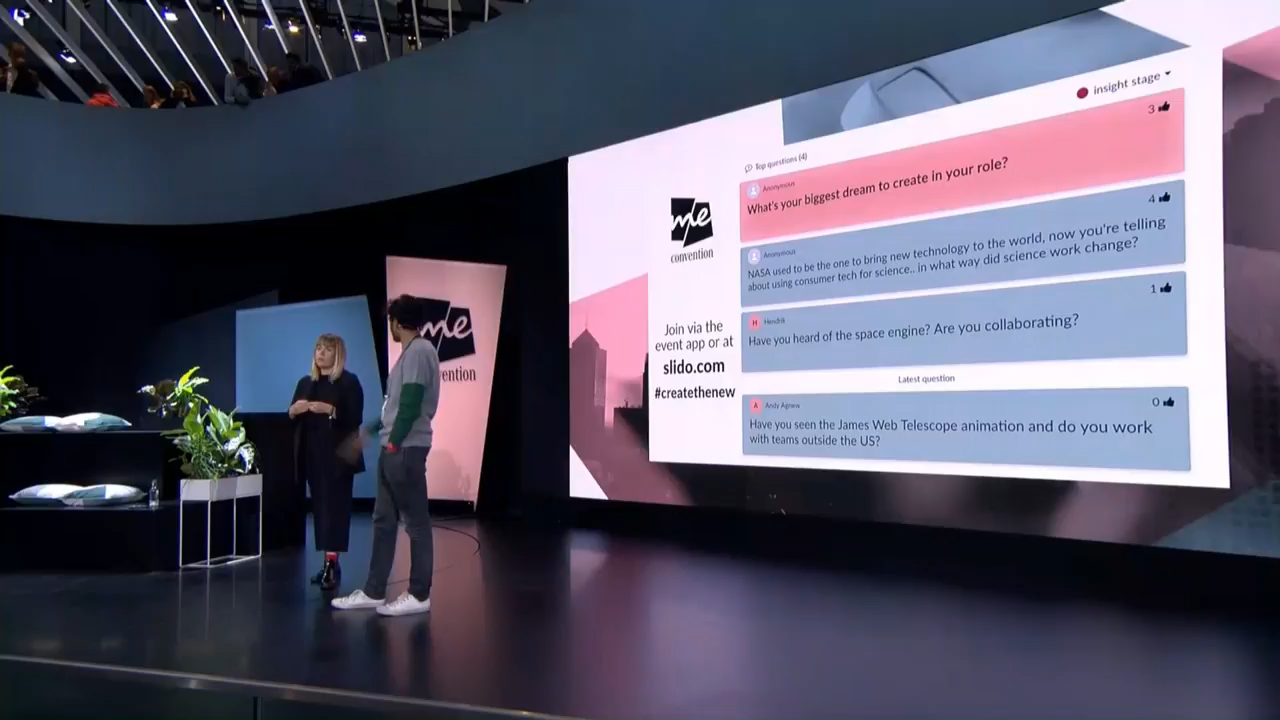 insight stage
3
Top questions (4)
Anonymous
What's your biggest dream to create in your role?
4
Anonymous
NASA used to be the one to bring new technology to the world, now you're telling
about using consumer tech for science.. in what way did science work change?
1
H Hendrik
Have you heard of the space engine? Are you collaborating?
Latest question
0
A Andy Agnew
Have you seen the James Web Telescope animation and do you work
with teams outside the US?
me
convention
Join via the
event app or at
slido.com
#createthenew
me
vention